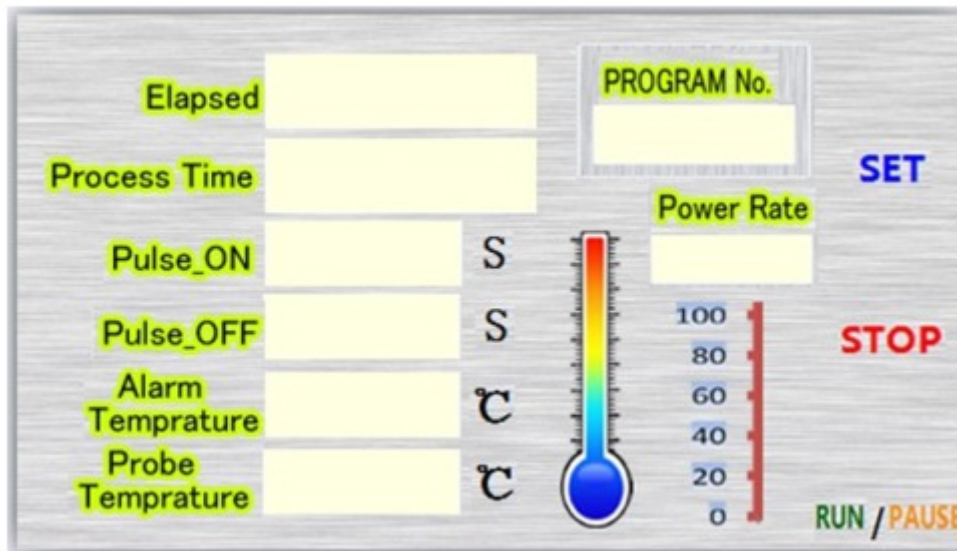 Elapsed
PROGRAM No.
Process Time
SET
Power Rate
Pulse_ON
S
Pulse_OFF
S
100
STOP
80
Alarm
Temprature
℃
60
40
Probe
Temprature
℃
20
0
RUN / PAUSE